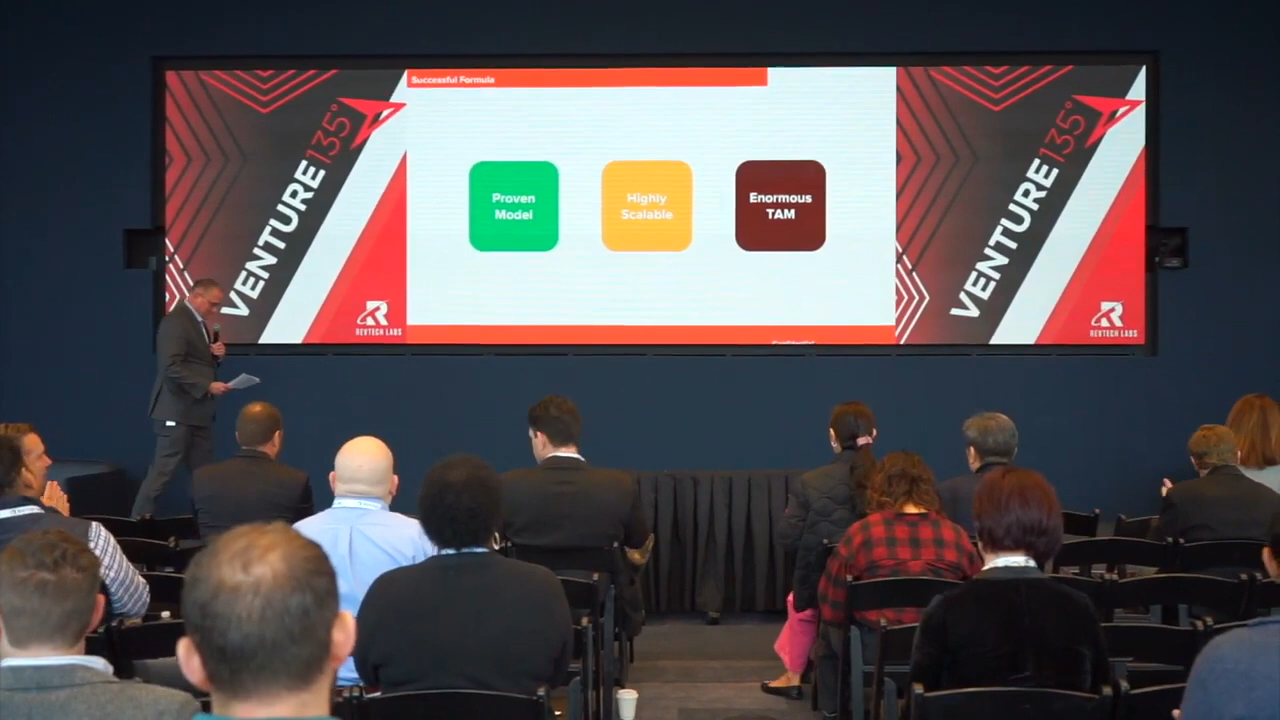 Successful Formula
VENTURE 135°
REVTECH LABS
Proven
Model
Highly
Scalable
Enormous
TAM
VENTURE 135°
REVTECH LABS